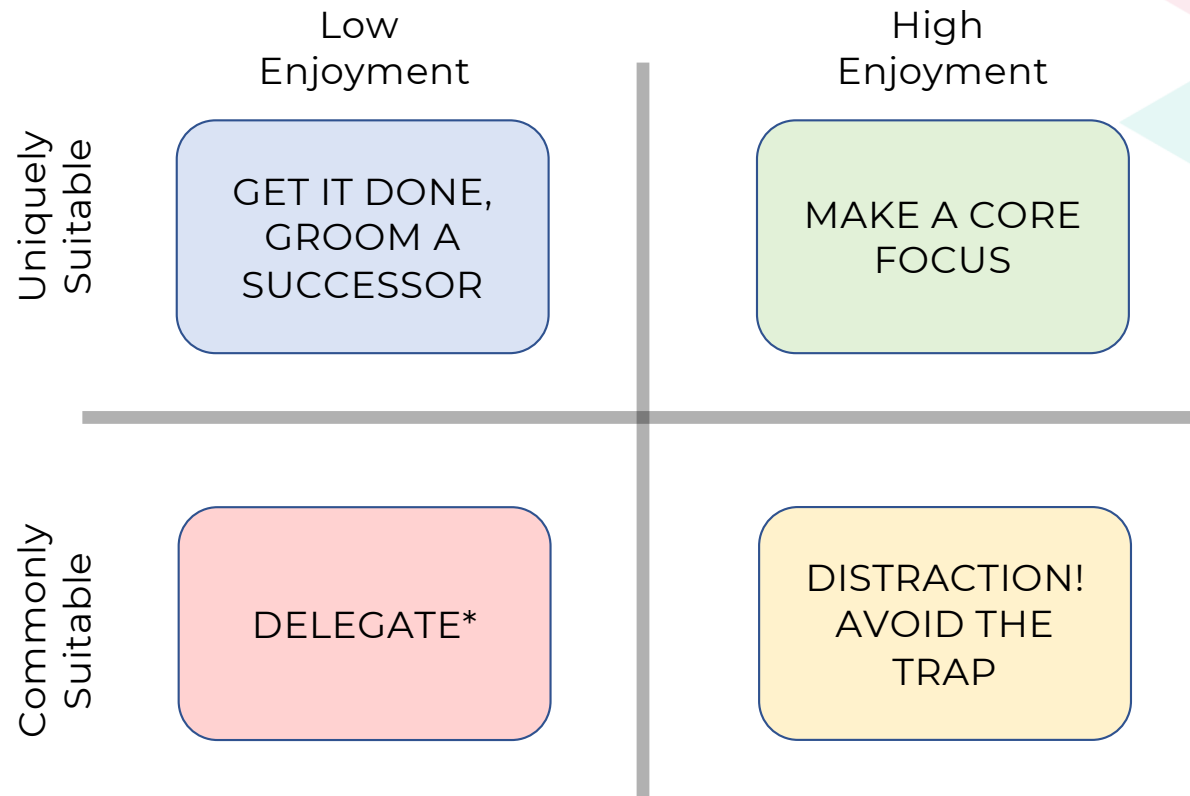 Low
Enjoyment
High
Enjoyment
Uniquely
Suitable
GET IT DONE,
GROOM A
SUCCESSOR
MAKE A CORE
FOCUS
Commonly
Suitable
DELEGATE*
DISTRACTION!
AVOID THE
TRAP